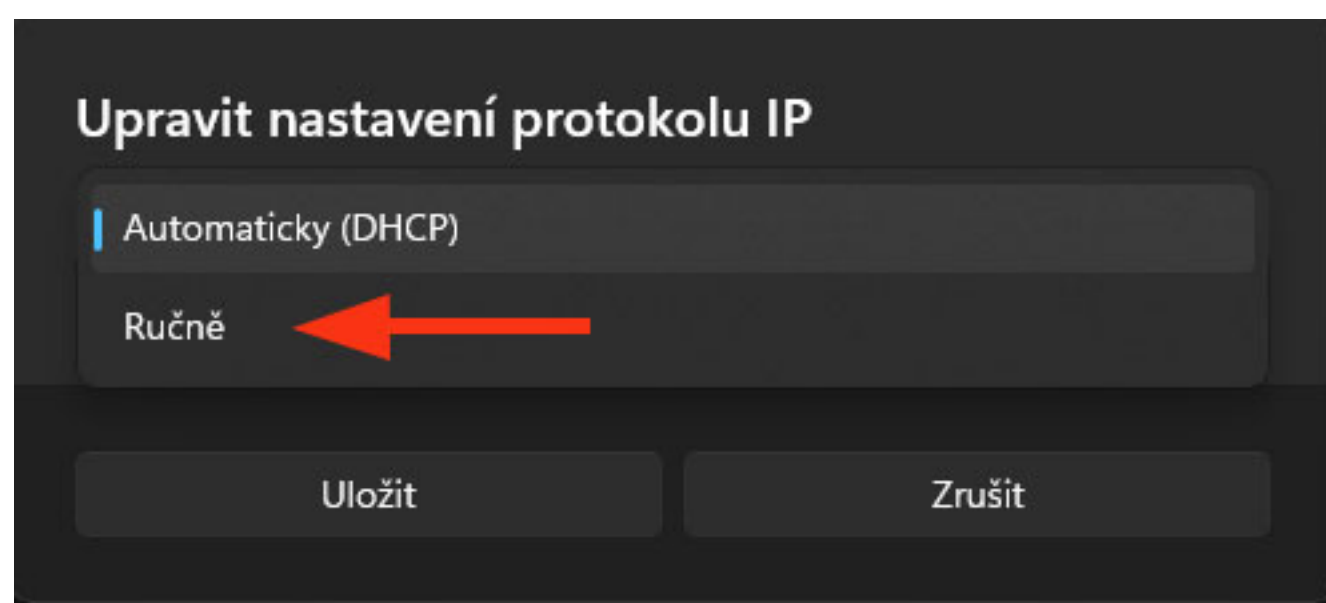 Upravit nastavení protokolu IP
Automaticky (DHCP)
Ručně
Uložit
Zrušit